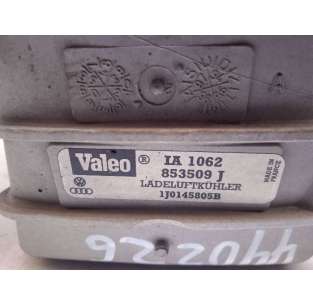 Valeo ® IA 1062
853509 J
LADELUFTKÜHLER
1J0145805B
MADE IN FRANCE
440226